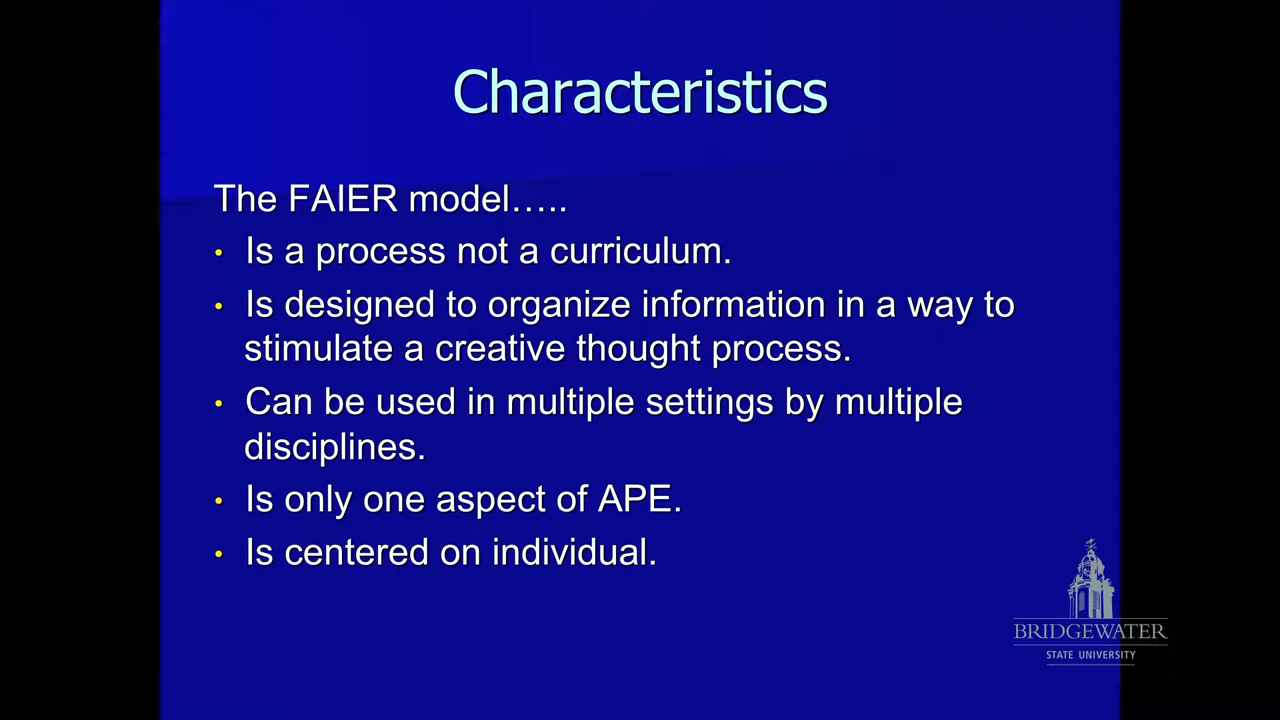 Characteristics
The FAIER model…..
• Is a process not a curriculum.
• Is designed to organize information in a way to
stimulate a creative thought process.
• Can be used in multiple settings by multiple
disciplines.
• Is only one aspect of APE.
• Is centered on individual.
BRIDGEWATER
STATE UNIVERSITY